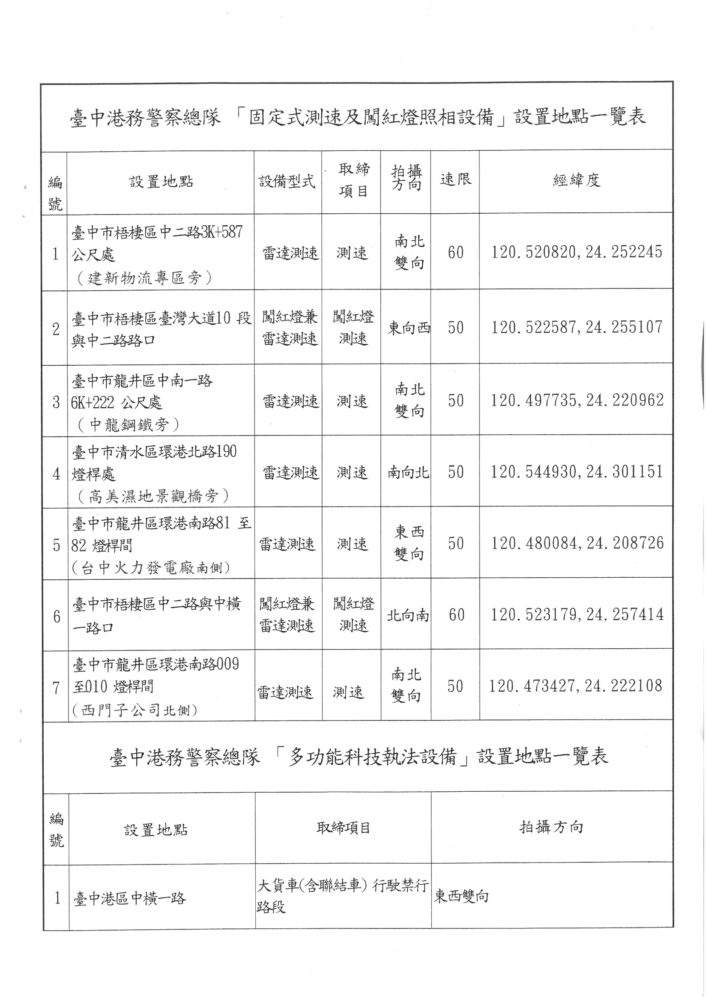 臺中港務警察總隊「固定式測速及闖紅燈照相設備」設置地點一覽表
編號 設置地點 設備型式 取締項目 拍攝方向 速限 經緯度
1
臺中市梧棲區中二路3K+587
公尺處
（建新物流專區旁）
雷達測速
測速
南北
雙向
60
120.520820,24.252245
2
臺中市梧棲區臺灣大道10 段
與中二路路口
闖紅燈兼
雷達測速
闖紅燈
測速
東向西
50
120.522587,24.255107
3
臺中市龍井區中南一路
6K+222 公尺處
（中龍鋼鐵旁）
雷達測速
測速
南北
雙向
50
120.497735,24.220962
4
臺中市清水區環港北路190
燈桿處
（高美濕地景觀橋旁）
雷達測速
測速
南向北
50
120.544930,24.301151
5
臺中市龍井區環港南路81 至
82 燈桿間
(台中火力發電廠南側)
雷達測速
測速
東西
雙向
50
120.480084,24.208726
6
臺中市梧棲區中二路與中橫
一路口
闖紅燈兼
雷達測速
闖紅燈
測速
北向南
60
120.523179,24.257414
7
臺中市龍井區環港南路009
至010 燈桿間
(西門子公司北側)
雷達測速
測速
南北
雙向
50
120.473427,24.222108
臺中港務警察總隊「多功能科技執法設備」設置地點一覽表
編號 設置地點 取締項目 拍攝方向
1
臺中港區中橫一路
大貨車(含聯結車)行駛禁行
路段
東西雙向